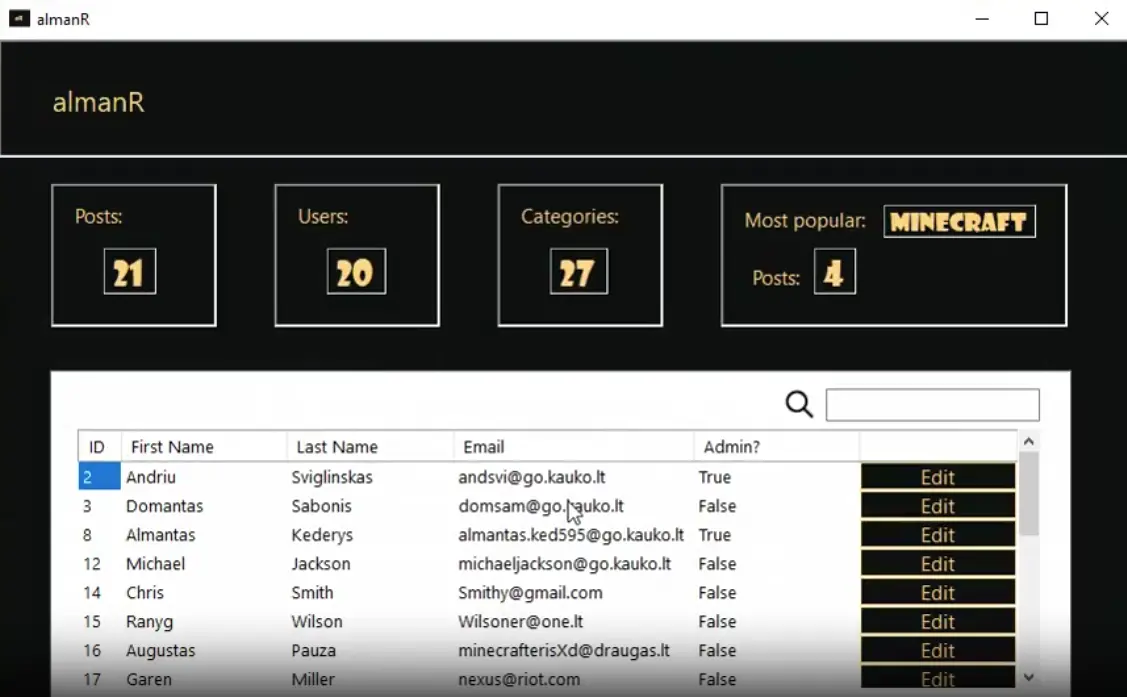 almanR
almanR
Posts:
21
Users:
20
Categories:
27
Most popular: MINECRAFT
Posts: 4
ID First Name Last Name Email Admin?
2 Andriu Sviglinskas andsvi@go.kauko.lt True Edit
3 Domantas Sabonis domsam@go.kauko.lt False Edit
8 Almantas Kederys almantas.ked595@go.kauko.lt True Edit
12 Michael Jackson michaeljackson@go.kauko.lt False Edit
14 Chris Smith Smithy@gmail.com False Edit
15 Ranyg Wilson Wilsoner@one.lt False Edit
16 Augustas Pauza minecrafterisXd@draugas.lt False Edit
17 Garen Miller nexus@riot.com False Edit